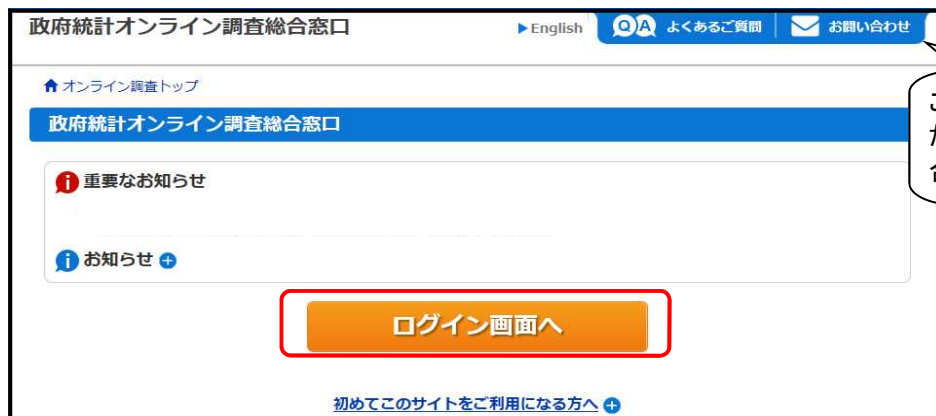 政府統計オンライン調査総合窓口
▶English
QA よくあるご質問
お問い合わせ
オンライン調査トップ
政府統計オンライン調査総合窓口
重要なお知らせ
お知らせ
ログイン画面へ
初めてこのサイトをご利用になる方へ